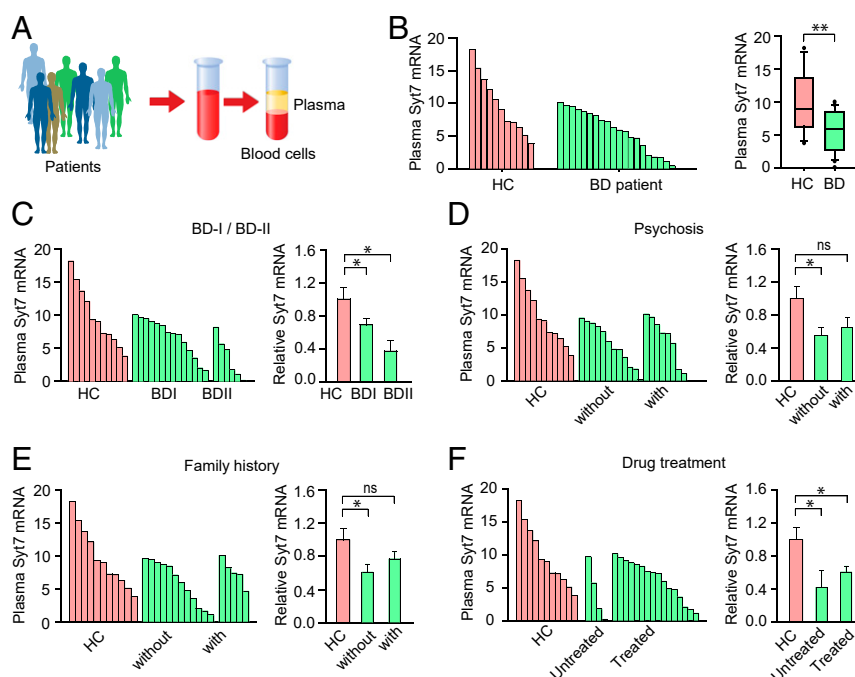 A
Patients
Plasma
Blood cells
B
Plasma Syt7 mRNA
20
15
10
5
0
HC
BD patient
Plasma Syt7 mRNA
20
15
10
5
0
**
HC
BD
C
BD-I / BD-II
Plasma Syt7 mRNA
20
15
10
5
0
HC
BDI
BDII
Relative Syt7 mRNA
1.6
1.2
0.8
0.4
0.0
*
*
HC
BDI
BDII
D
Psychosis
Plasma Syt7 mRNA
20
15
10
5
0
HC
without
with
Relative Syt7 mRNA
1.6
1.2
0.8
0.4
0.0
ns
*
HC
without
with
E
Family history
Plasma Syt7 mRNA
20
15
10
5
0
HC
without
with
Relative Syt7 mRNA
1.6
1.2
0.8
0.4
0.0
ns
*
HC
without
with
F
Drug treatment
Plasma Syt7 mRNA
20
15
10
5
0
HC
Untreated
Treated
Relative Syt7 mRNA
1.6
1.2
0.8
0.4
0.0
*
*
HC
Untreated
Treated